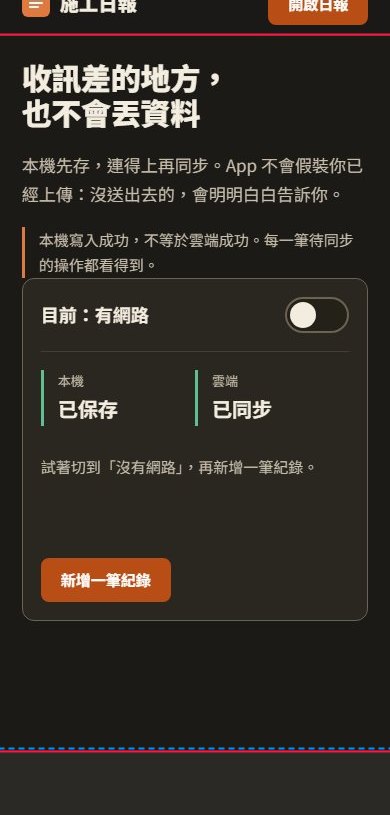 施工日報
開啟日報
收訊差的地方，
也不會丟資料
本機先存，連得上再同步。App 不會假裝你已
經上傳：沒送出去的，會明明白白告訴你。
本機寫入成功，不等於雲端成功。每一筆待同步
的操作都看得到。
目前：有網路
本機
雲端
已保存
已同步
試著切到「沒有網路」，再新增一筆紀錄。
新增一筆紀錄